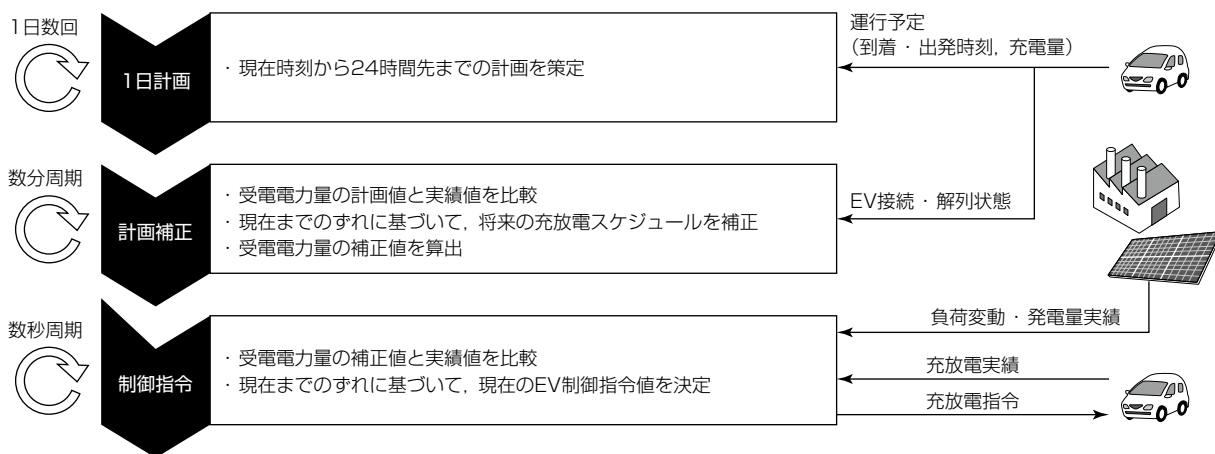 1日数回
1日計画
・現在時刻から24時間先までの計画を策定
運行予定
(到着・出発時刻, 充電量)
数分周期
計画補正
・受電電力量の計画値と実績値を比較
・現在までのずれに基づいて, 将来の充放電スケジュールを補正
・受電電力量の補正値を算出
EV接続・解列状態
数秒周期
制御指令
・受電電力量の補正値と実績値を比較
・現在までのずれに基づいて, 現在のEV制御指令値を決定
負荷変動・発電量実績
充放電実績
充放電指令